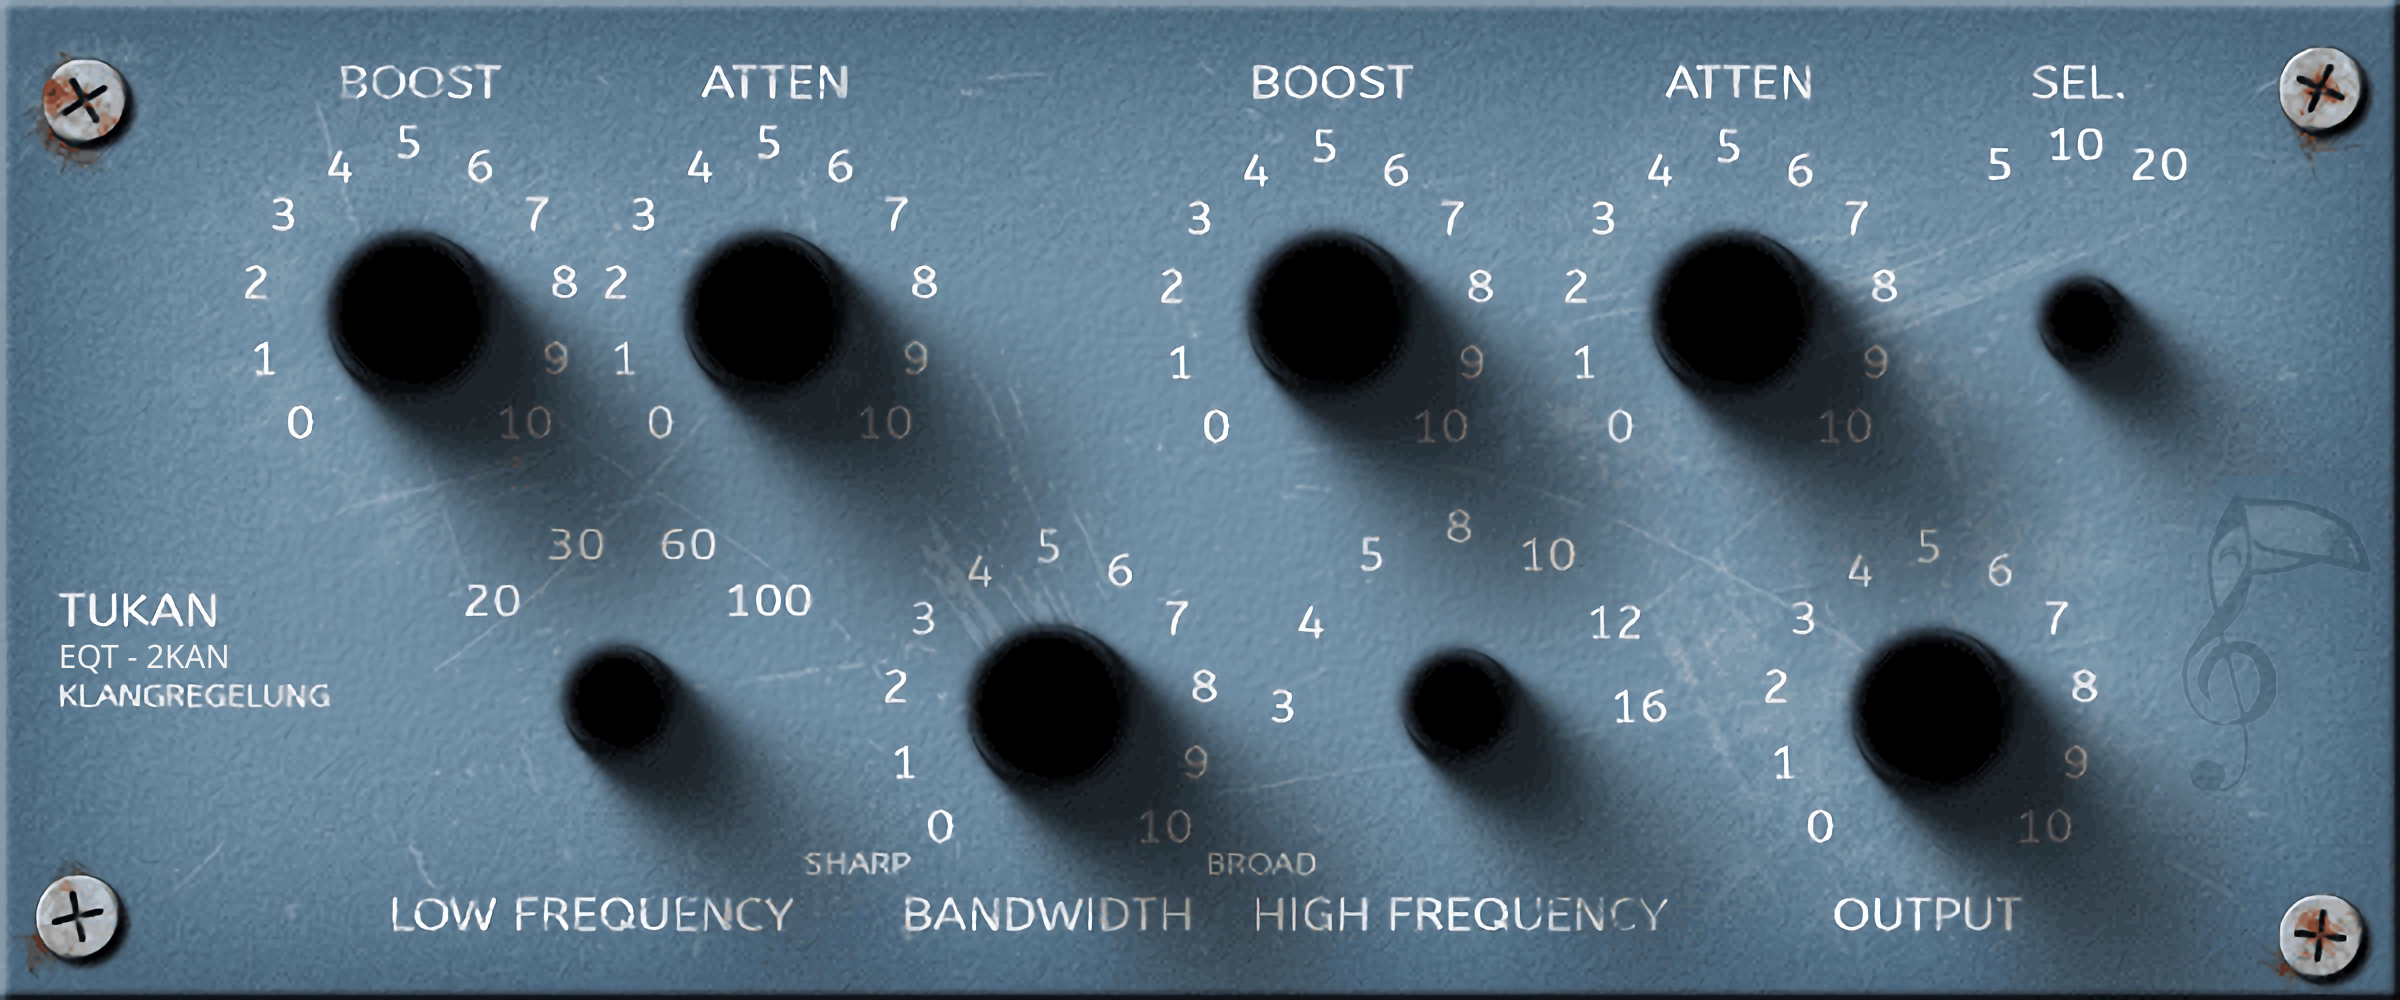 BOOST ATTEN BOOST ATTEN SEL.
0 1 2 3 4 5 6 7 8 9 10
0 1 2 3 4 5 6 7 8 9 10
0 1 2 3 4 5 6 7 8 9 10
0 1 2 3 4 5 6 7 8 9 10
5 10 20
TUKAN
EQT - 2KAN
KLANGREGELUNG
20 30 60 100
0 1 2 3 4 5 6 7 8 9 10
SHARP BROAD
3 4 5 8 10 12 16
0 1 2 3 4 5 6 7 8 9 10
LOW FREQUENCY BANDWIDTH HIGH FREQUENCY OUTPUT